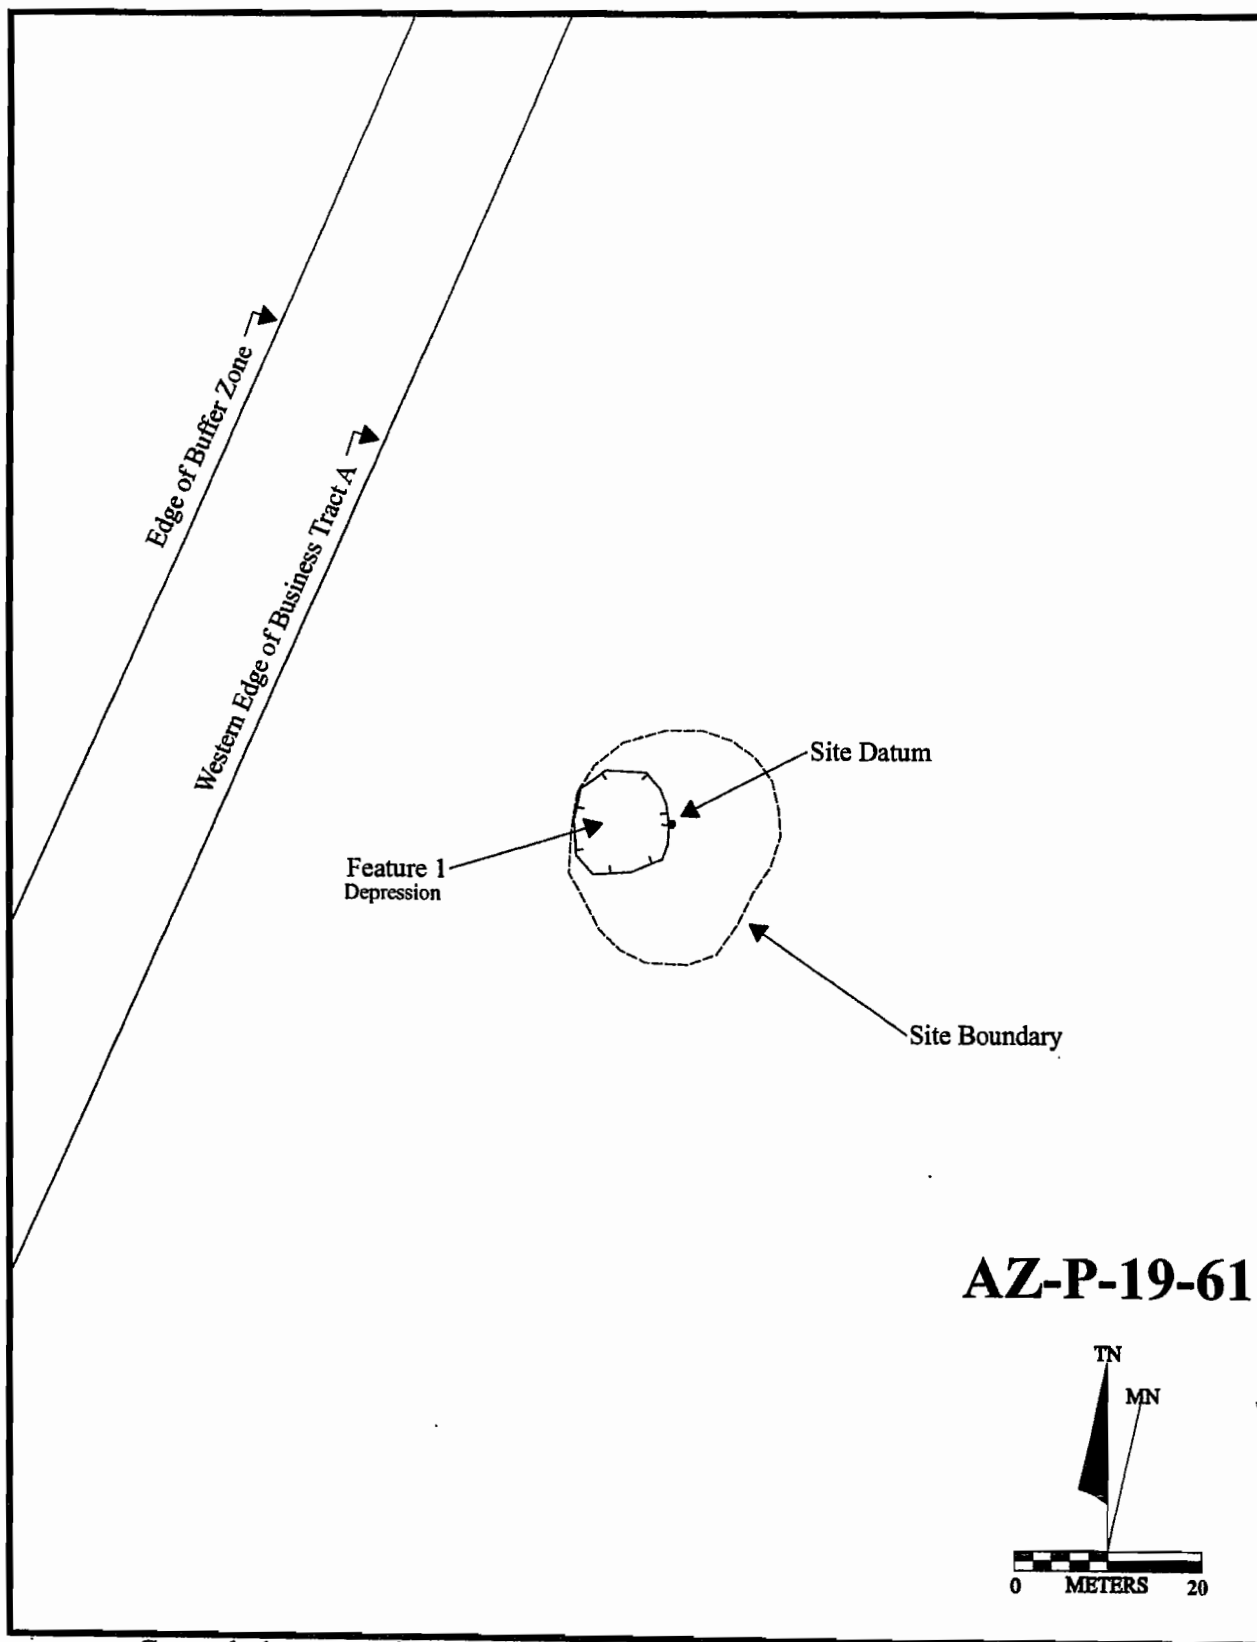 Edge of Buffer Zone
Western Edge of Business Tract A
Site Datum
Feature 1
Depression
Site Boundary
AZ-P-19-61
TN
MN
0 METERS 20